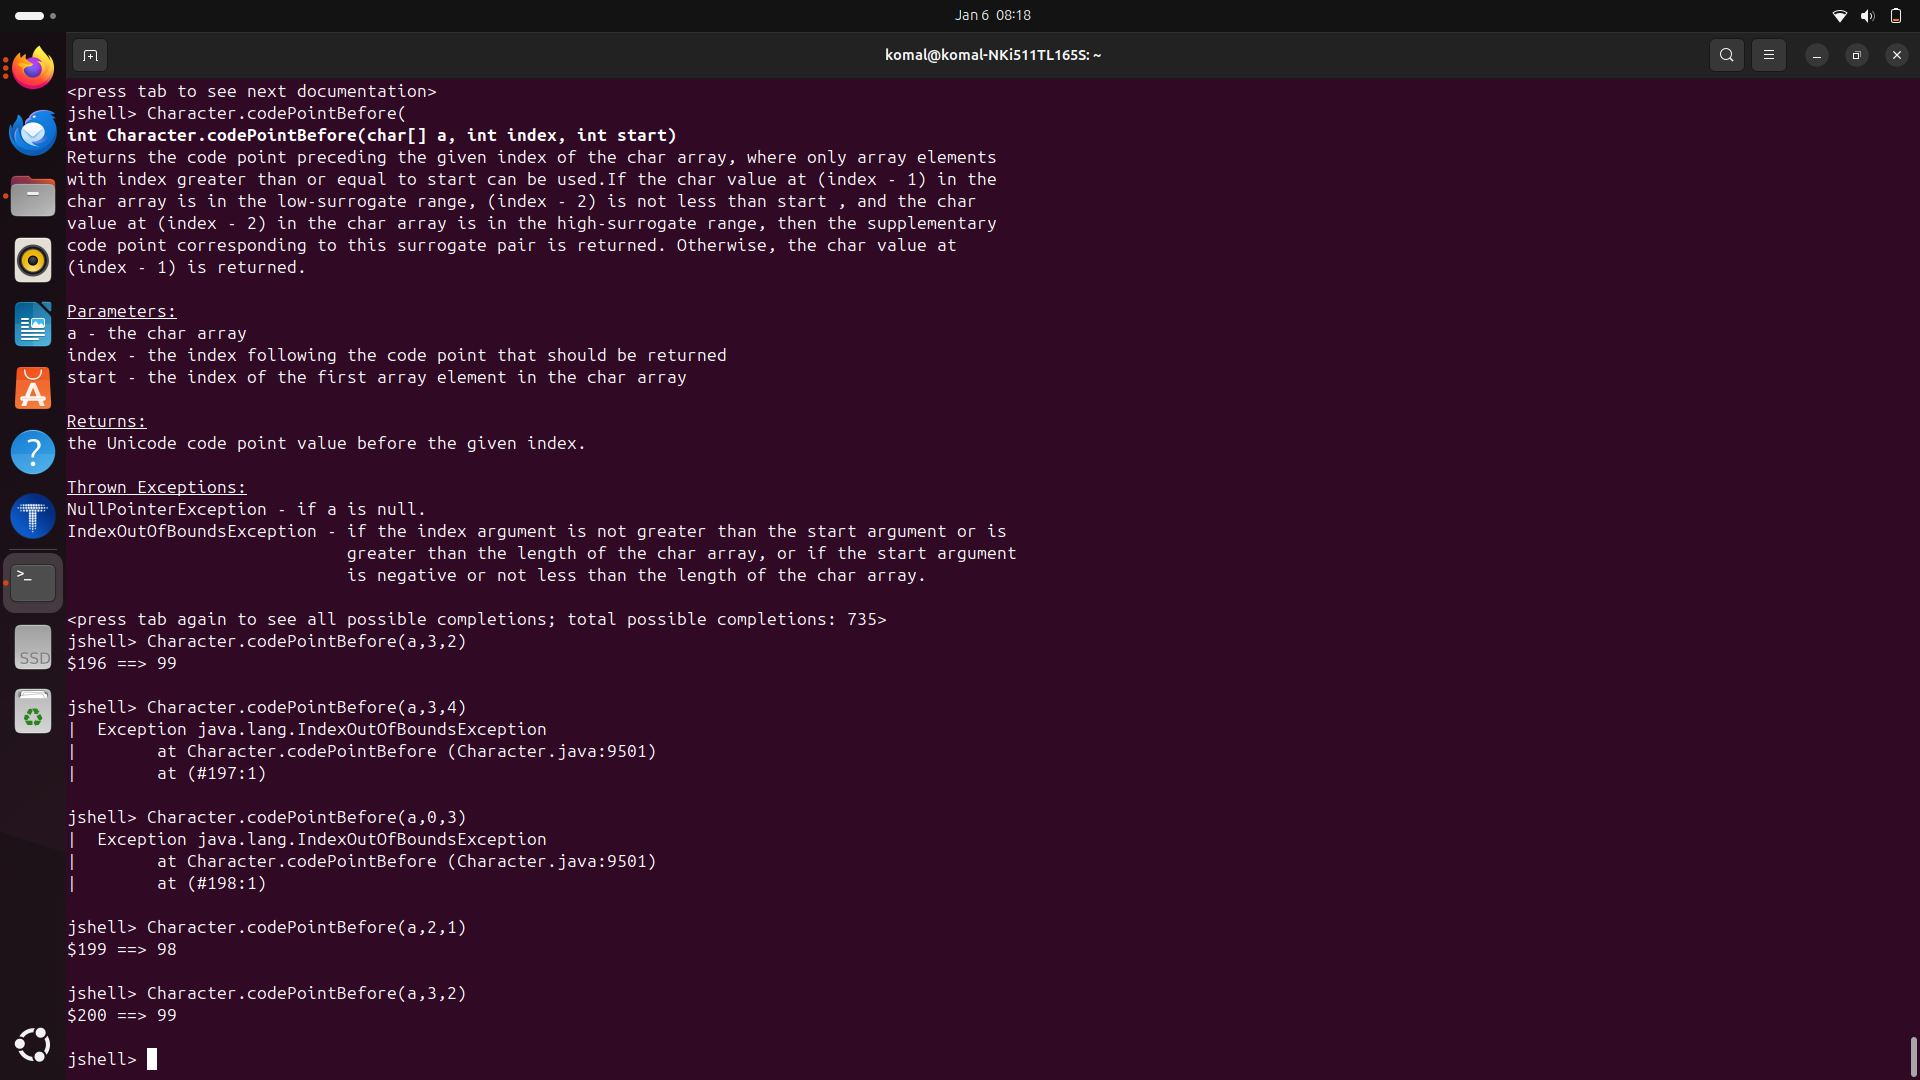 Jan 6 08:18
komal@komal-NKi511TL165S: ~
<press tab to see next documentation>
jshell> Character.codePointBefore(
int Character.codePointBefore(char[] a, int index, int start)
Returns the code point preceding the given index of the char array, where only array elements
with index greater than or equal to start can be used.If the char value at (index - 1) in the
char array is in the low-surrogate range, (index - 2) is not less than start , and the char
value at (index - 2) in the char array is in the high-surrogate range, then the supplementary
code point corresponding to this surrogate pair is returned. Otherwise, the char value at
(index - 1) is returned.
Parameters:
a - the char array
index - the index following the code point that should be returned
start - the index of the first array element in the char array
Returns:
the Unicode code point value before the given index.
Thrown Exceptions:
NullPointerException - if a is null.
IndexOutOfBoundsException - if the index argument is not greater than the start argument or is
greater than the length of the char array, or if the start argument
is negative or not less than the length of the char array.
<press tab again to see all possible completions; total possible completions: 735>
jshell> Character.codePointBefore(a,3,2)
$196 ==> 99
jshell> Character.codePointBefore(a,3,4)
|  Exception java.lang.IndexOutOfBoundsException
|        at Character.codePointBefore (Character.java:9501)
|        at (#197:1)
jshell> Character.codePointBefore(a,0,3)
|  Exception java.lang.IndexOutOfBoundsException
|        at Character.codePointBefore (Character.java:9501)
|        at (#198:1)
jshell> Character.codePointBefore(a,2,1)
$199 ==> 98
jshell> Character.codePointBefore(a,3,2)
$200 ==> 99
jshell>
SSD